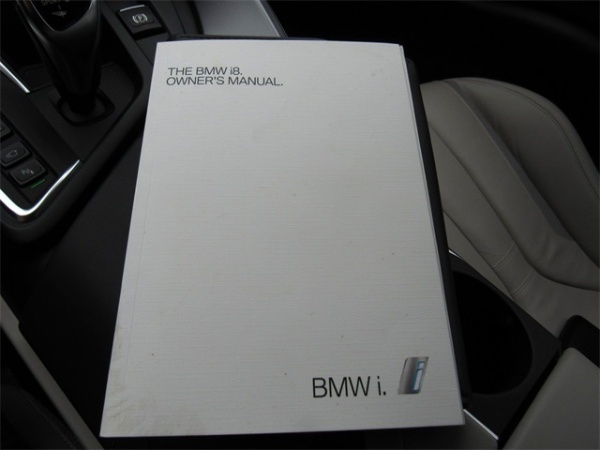 THE BMW i8.
OWNER'S MANUAL.
BMW i.